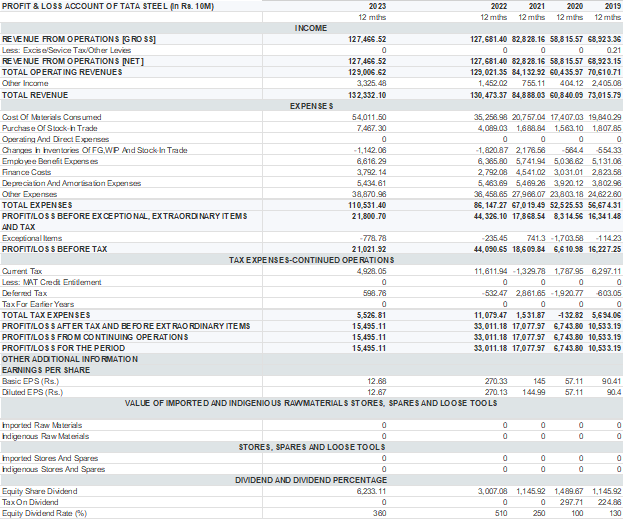 PROFIT & LOSS ACCOUNT OF TATA STEEL (in Rs. 10M) 2023 2022 2021 2020 2019
12 mths 12 mths 12 mths 12 mths 12 mths
INCOME
REVENUE FROM OPERATIONS [GROSS] 127,466.52 127,681.40 82,828.16 58,815.57 68,923.36
Less: Excise/Sevice Tax/Other Levies 0 0 0 0 0.21
REVENUE FROM OPERATIONS [NET] 127,466.52 127,681.40 82,828.16 58,815.57 68,923.15
TOTAL OPERATING REVENUES 129,006.62 129,021.35 84,132.92 60,435.97 70,610.71
Other Income 3,325.48 1,452.02 755.11 404.12 2,405.08
TOTAL REVENUE 132,332.10 130,473.37 84,888.03 60,840.09 73,015.79
EXPENSES
Cost Of Materials Consumed 54,011.50 35,256.98 20,757.04 17,407.03 19,840.29
Purchase Of Stock-In Trade 7,467.30 4,089.03 1,688.84 1,563.10 1,807.85
Operating And Direct Expenses 0 0 0 0 0
Changes In Inventories Of FG,WIP And Stock-In Trade -1,142.06 -1,820.87 2,176.56 -564.4 -554.33
Employee Benefit Expenses 6,616.29 6,365.80 5,741.94 5,036.62 5,131.06
Finance Costs 3,792.14 2,792.08 4,541.02 3,031.01 2,823.58
Depreciation And Amortisation Expenses 5,434.61 5,463.69 5,469.26 3,920.12 3,802.96
Other Expenses 38,870.96 36,458.65 27,966.07 23,803.18 24,622.60
TOTAL EXPENSES 110,531.40 86,147.27 67,019.49 52,525.53 56,674.31
PROFIT/LOSS BEFORE EXCEPTIONAL, EXTRAORDINARY ITEMS 21,800.70 44,326.10 17,868.54 8,314.56 16,341.48
AND TAX
Exceptional Items -778.78 -235.45 741.3 -1,703.58 -114.23
PROFIT/LOSS BEFORE TAX 21,021.92 44,090.65 18,609.84 6,610.98 16,227.25
TAX EXPENSES-CONTINUED OPERATIONS
Current Tax 4,928.05 11,611.94 -1,329.78 1,787.95 6,297.11
Less: MAT Credit Entitlement 0 0 0 0 0
Deferred Tax 598.76 -532.47 2,861.65 -1,920.77 -603.05
Tax For Earlier Years 0 0 0 0 0
TOTAL TAX EXPENSES 5,526.81 11,079.47 1,531.87 -132.82 5,694.06
PROFIT/LOSS AFTER TAX AND BEFORE EXTRAORDINARY ITEMS 15,495.11 33,011.18 17,077.97 6,743.80 10,533.19
PROFIT/LOSS FROM CONTINUING OPERATIONS 15,495.11 33,011.18 17,077.97 6,743.80 10,533.19
PROFIT/LOSS FOR THE PERIOD 15,495.11 33,011.18 17,077.97 6,743.80 10,533.19
OTHER ADDITIONAL INFORMATION
EARNINGS PER SHARE
Basic EPS (Rs.) 12.68 270.33 145 57.11 90.41
Diluted EPS (Rs.) 12.67 270.13 144.99 57.11 90.4
VALUE OF IMPORTED AND INDIGENIOUS RAW MATERIALS STORES, SPARES AND LOOSE TOOLS
Imported Raw Materials 0 0 0 0 0
Indigenous Raw Materials 0 0 0 0 0
STORES, SPARES AND LOOSE TOOLS
Imported Stores And Spares 0 0 0 0 0
Indigenous Stores And Spares 0 0 0 0 0
DIVIDEND AND DIVIDEND PERCENTAGE
Equity Share Dividend 6,233.11 3,007.08 1,145.92 1,489.67 1,145.92
Tax On Dividend 0 0 0 297.71 224.86
Equity Dividend Rate (%) 360 510 250 100 130